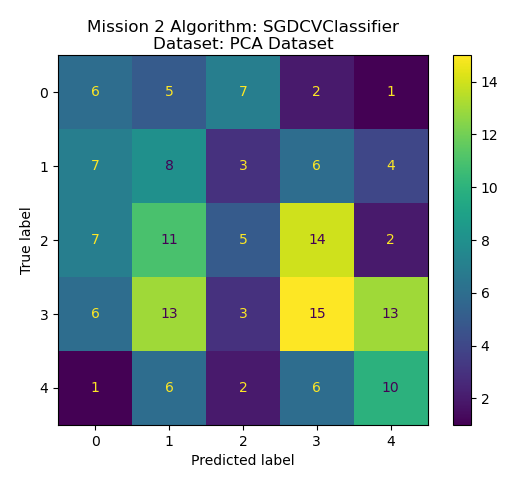 Mission 2 Algorithm: SGDCVClassifier
Dataset: PCA Dataset
0 6 5 7 2 1
1 7 8 3 6 4
2 7 11 5 14 2
3 6 13 3 15 13
4 1 6 2 6 10
0 1 2 3 4
True label
Predicted label
14
12
10
8
6
4
2